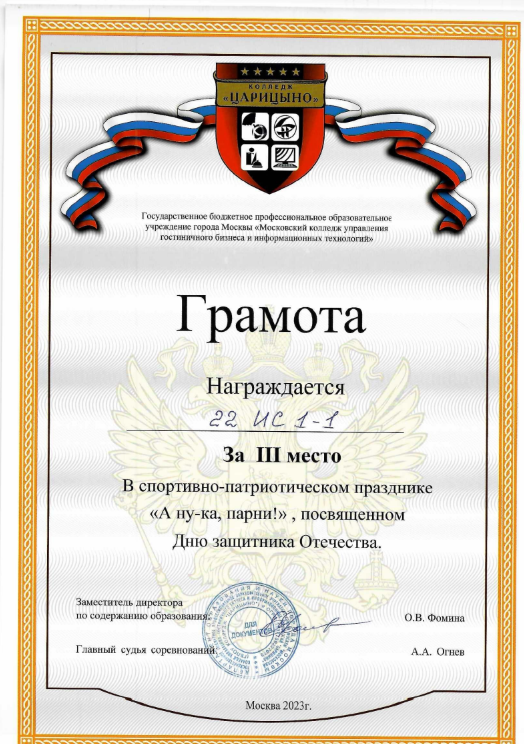 КОЛЛЕДЖ
«ЦАРИЦЫНО»
Государственное бюджетное профессиональное образовательное
учреждение города Москвы «Московский колледж управления
гостиничного бизнеса и информационных технологий»
Грамота
Награждается
22 ИС 1-1
За III место
В спортивно-патриотическом празднике
«А ну-ка, парни!» , посвященном
Дню защитника Отечества.
Заместитель директора
по содержанию образования:
О.В. Фомина
ДЛЯ
ДОКУМЕНТОВ
Главный судья соревнований:
А.А. Огнев
Москва 2023г.